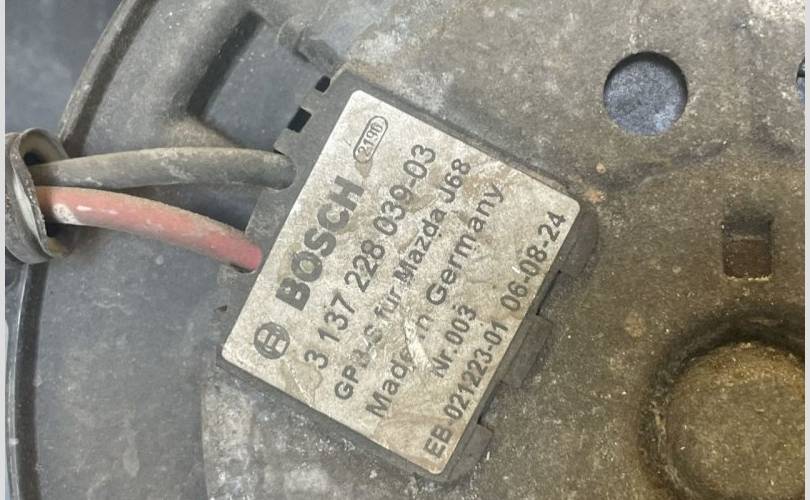 2190
BOSCH
3 137 228 039-03
für Mazda J68
Made in Germany
Nr.003
EB-021223-01 06-08-24